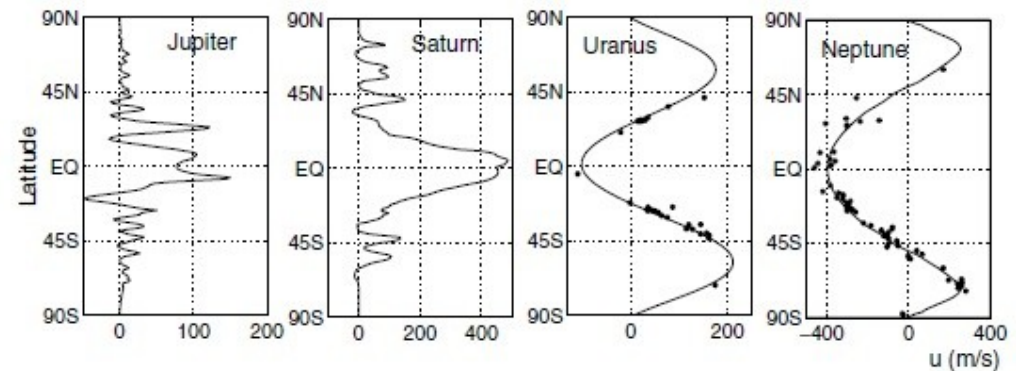 Latitude
90N
45N
EQ
45S
90S
Jupiter
0 100 200
90N
45N
EQ
45S
90S
Saturn
0 200 400
90N
45N
EQ
45S
90S
Uranus
0 200
90N
45N
EQ
45S
90S
Neptune
−400 0 400
u (m/s)